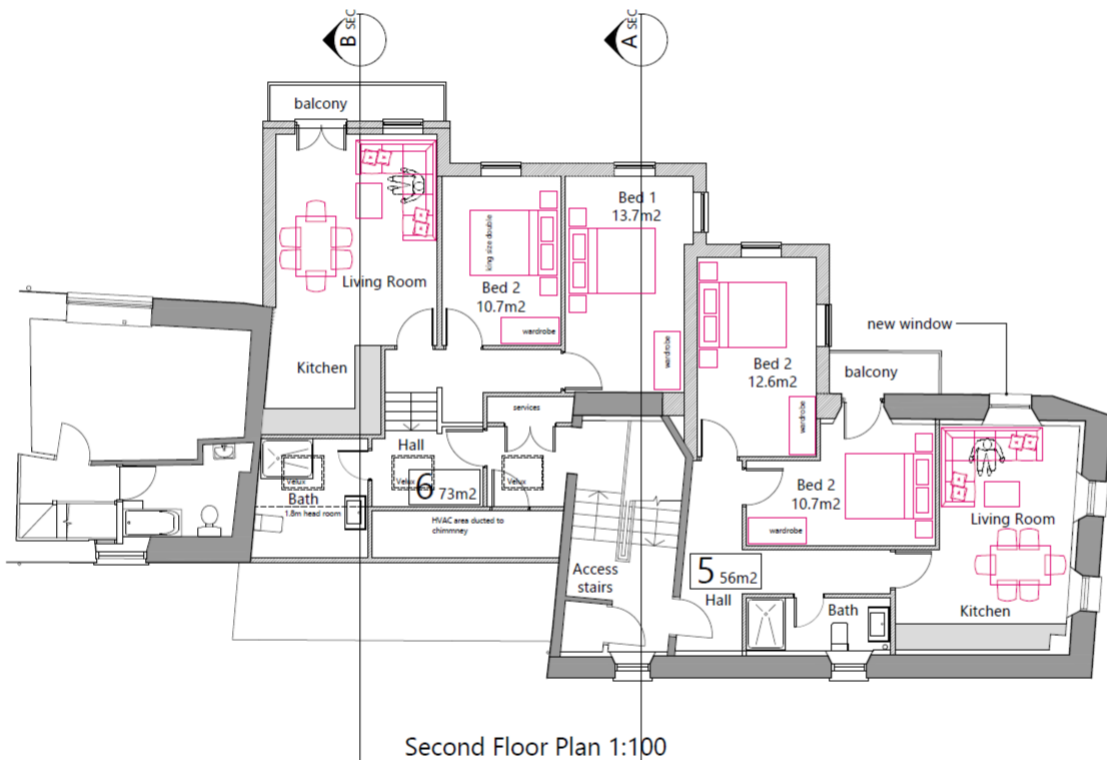 B SEC
A SEC
balcony
Bed 1
13.7m2
king size double
Living Room
Bed 2
10.7m2
wardrobe
wardrobe
new window
Bed 2
12.6m2
balcony
Kitchen
wardrobe
services
Hall
Velux
Velux
Velux
6 73m2
Bath
1.8m head room
Bed 2
10.7m2
wardrobe
Living Room
HVAC area ducted to
chimmney
Access
stairs
5 56m2
Hall
Bath
Kitchen
Second Floor Plan 1:100